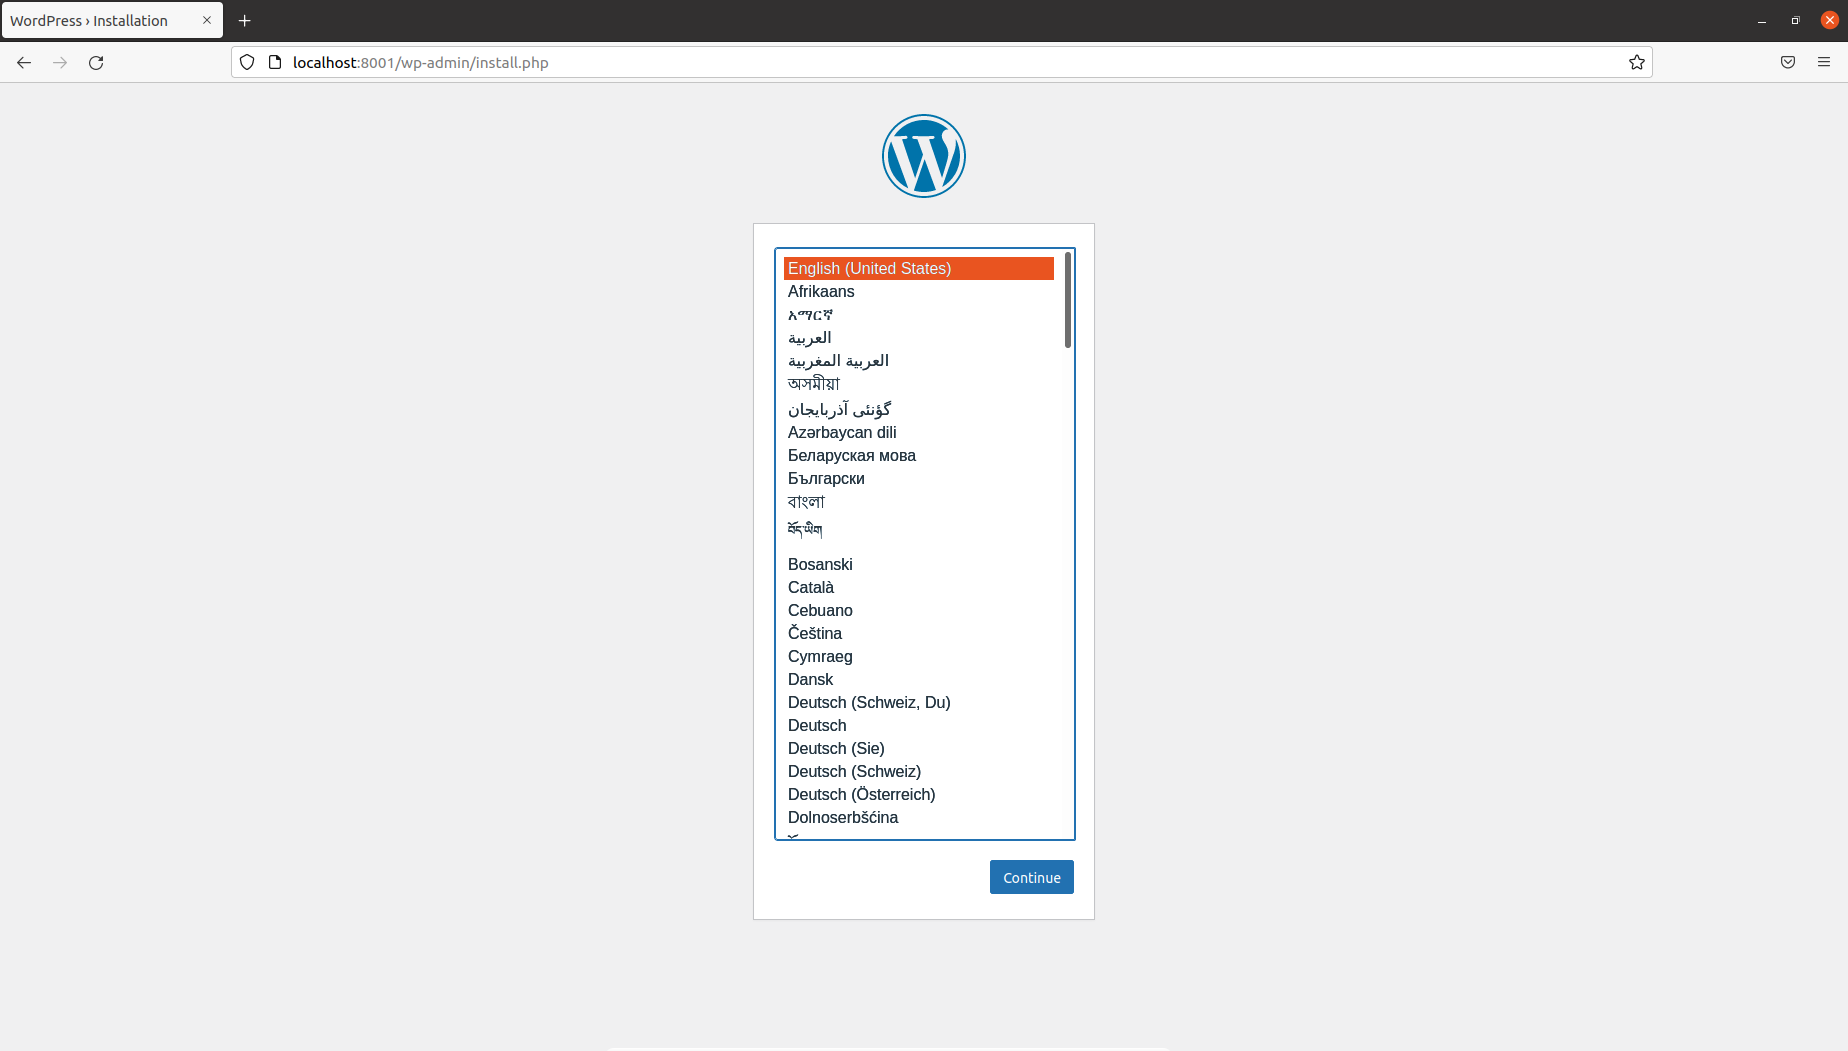 WordPress › Installation
localhost:8001/wp-admin/install.php
English (United States)
Afrikaans
አማርኛ
العربية
العربية المغربية
অসমীয়া
گؤنئی آذربایجان
Azərbaycan dili
Беларуская мова
Български
বাংলা
བོད་ཡིག
Bosanski
Català
Cebuano
Čeština
Cymraeg
Dansk
Deutsch (Schweiz, Du)
Deutsch
Deutsch (Sie)
Deutsch (Schweiz)
Deutsch (Österreich)
Dolnoserbšćina
Continue